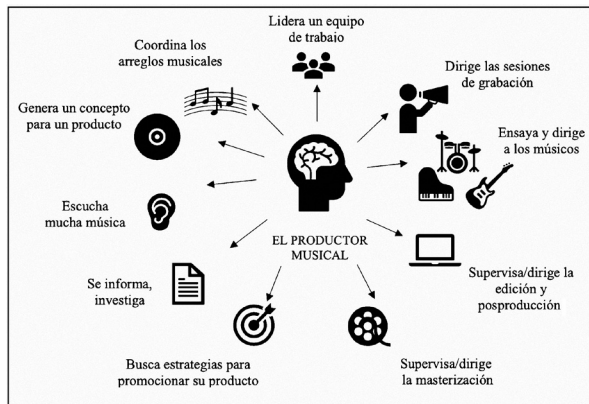 Lidera un equipo
de trabajo
Coordina los
arreglos musicales
Dirige las sesiones
de grabación
Genera un concepto
para un producto
Ensaya y dirige
a los músicos
Escucha
mucha música
EL PRODUCTOR
MUSICAL
Se informa,
investiga
Supervisa/dirige la
edición y
posproducción
Busca estrategias para
promocionar su producto
Supervisa/dirige
la masterización